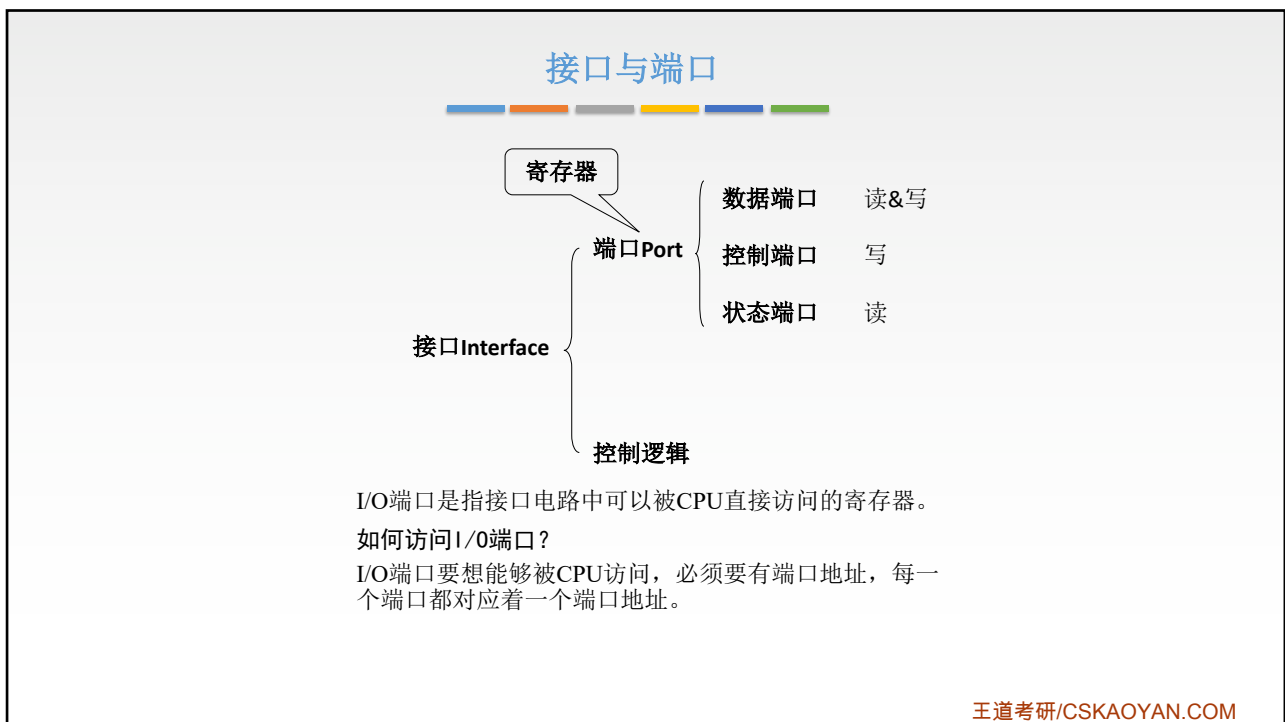 接口与端口
寄存器
数据端口 读&写
端口Port
控制端口 写
状态端口 读
接口Interface
控制逻辑
I/O端口是指接口电路中可以被CPU直接访问的寄存器。
如何访问I/O端口？
I/O端口要想能够被CPU访问，必须要有端口地址，每一
个端口都对应着一个端口地址。
王道考研/CSKAOYAN.COM